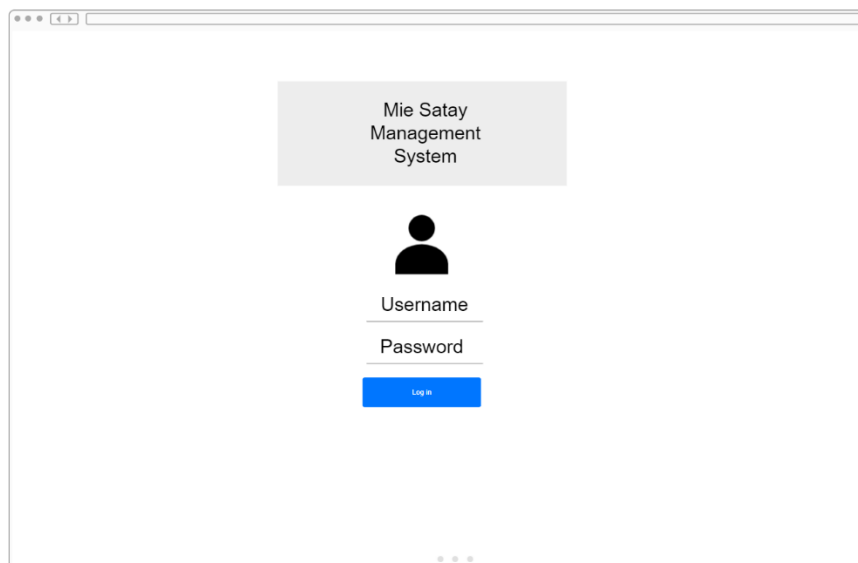 Mie Satay
Management
System
Username
Password
Log in